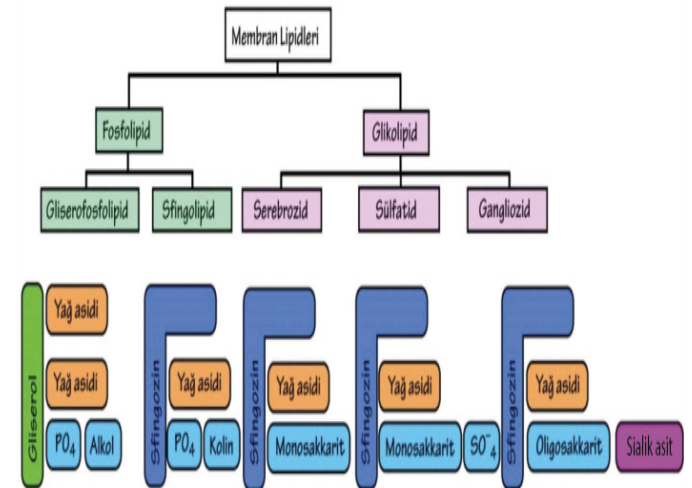 Membran Lipidleri
Fosfolipid
Glikolipid
Gliserofosfolipid
Sfingolipid
Serebrozid
Sülfatid
Gangliozid
Gliserol
Yağ asidi
Yağ asidi
PO4
Alkol
Sfingozin
Yağ asidi
PO4
Kolin
Sfingozin
Yağ asidi
Monosakkarit
Sfingozin
Yağ asidi
Monosakkarit
SO⁻4
Sfingozin
Yağ asidi
Oligosakkarit
Sialik asit